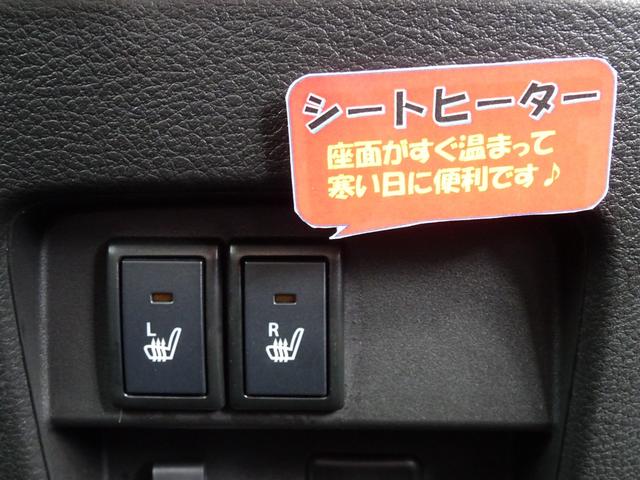 シートヒーター
座面がすぐ温まって
寒い日に便利です♪
L
R